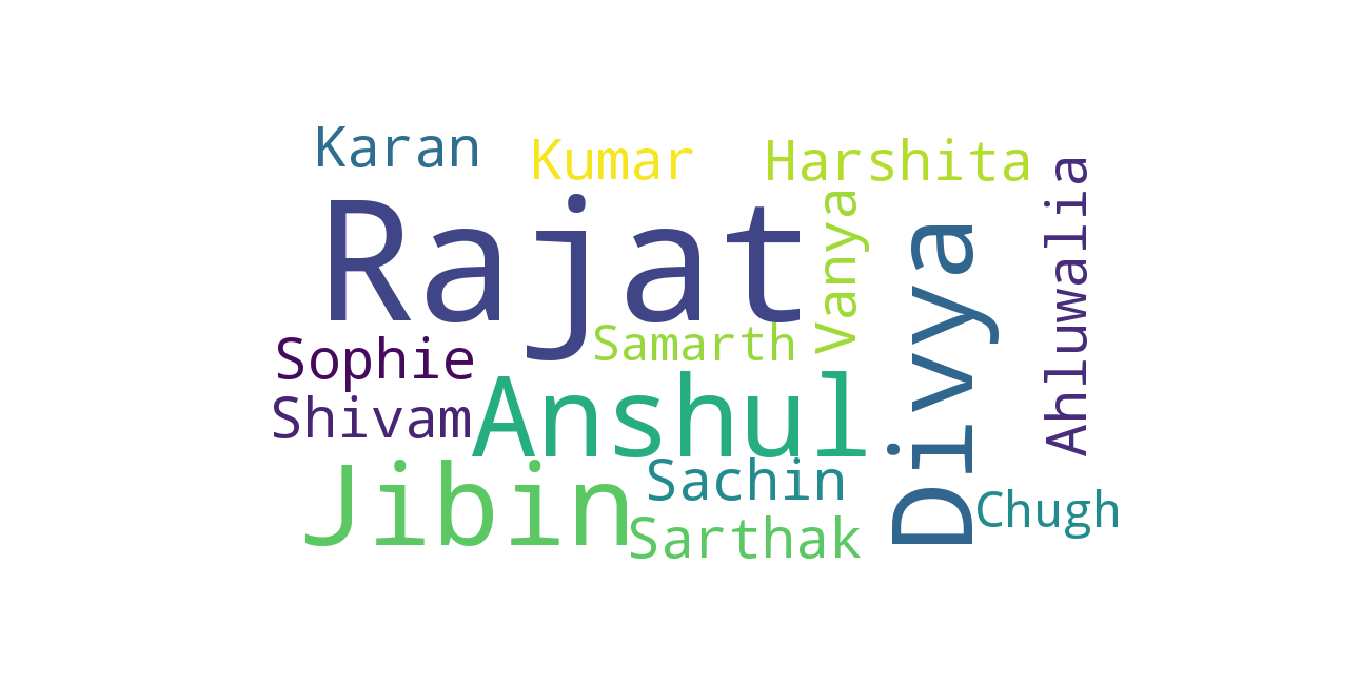 Karan
Kumar
Harshita
Ahluwalia
Rajat
Vanya
Divya
Samarth
Sophie
Anshul
Shivam
Jibin
Sachin
Chugh
Sarthak